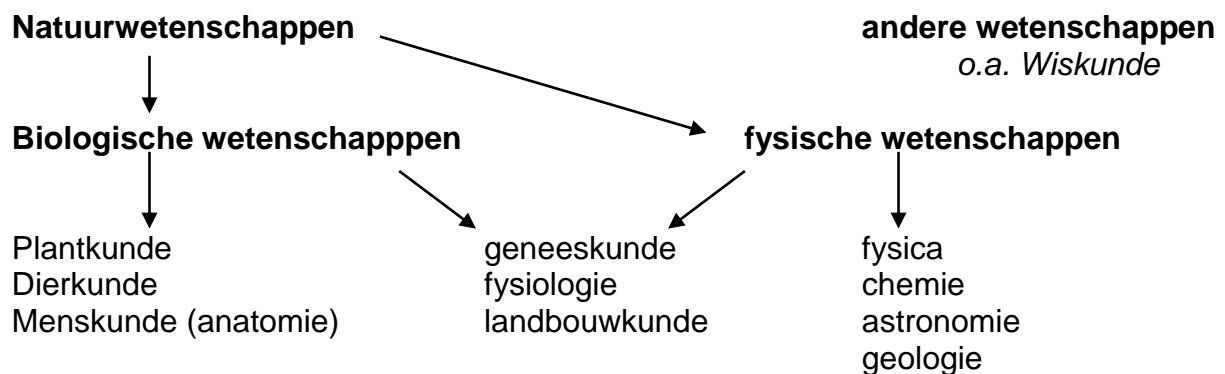 Natuurwetenschappen andere wetenschappen
o.a. Wiskunde
Biologische wetenschapppen fysische wetenschappen
Plantkunde geneeskunde fysica
Dierkunde fysiologie chemie
Menskunde (anatomie) landbouwkunde astronomie
geologie